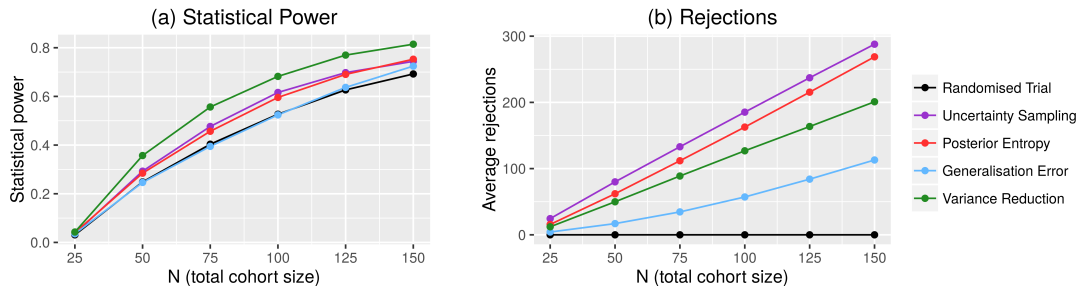 (a) Statistical Power
Statistical power
0.8
0.6
0.4
0.2
0.0
25 50 75 100 125 150
N (total cohort size)
(b) Rejections
Average rejections
300
200
100
0
25 50 75 100 125 150
N (total cohort size)
Randomised Trial
Uncertainty Sampling
Posterior Entropy
Generalisation Error
Variance Reduction